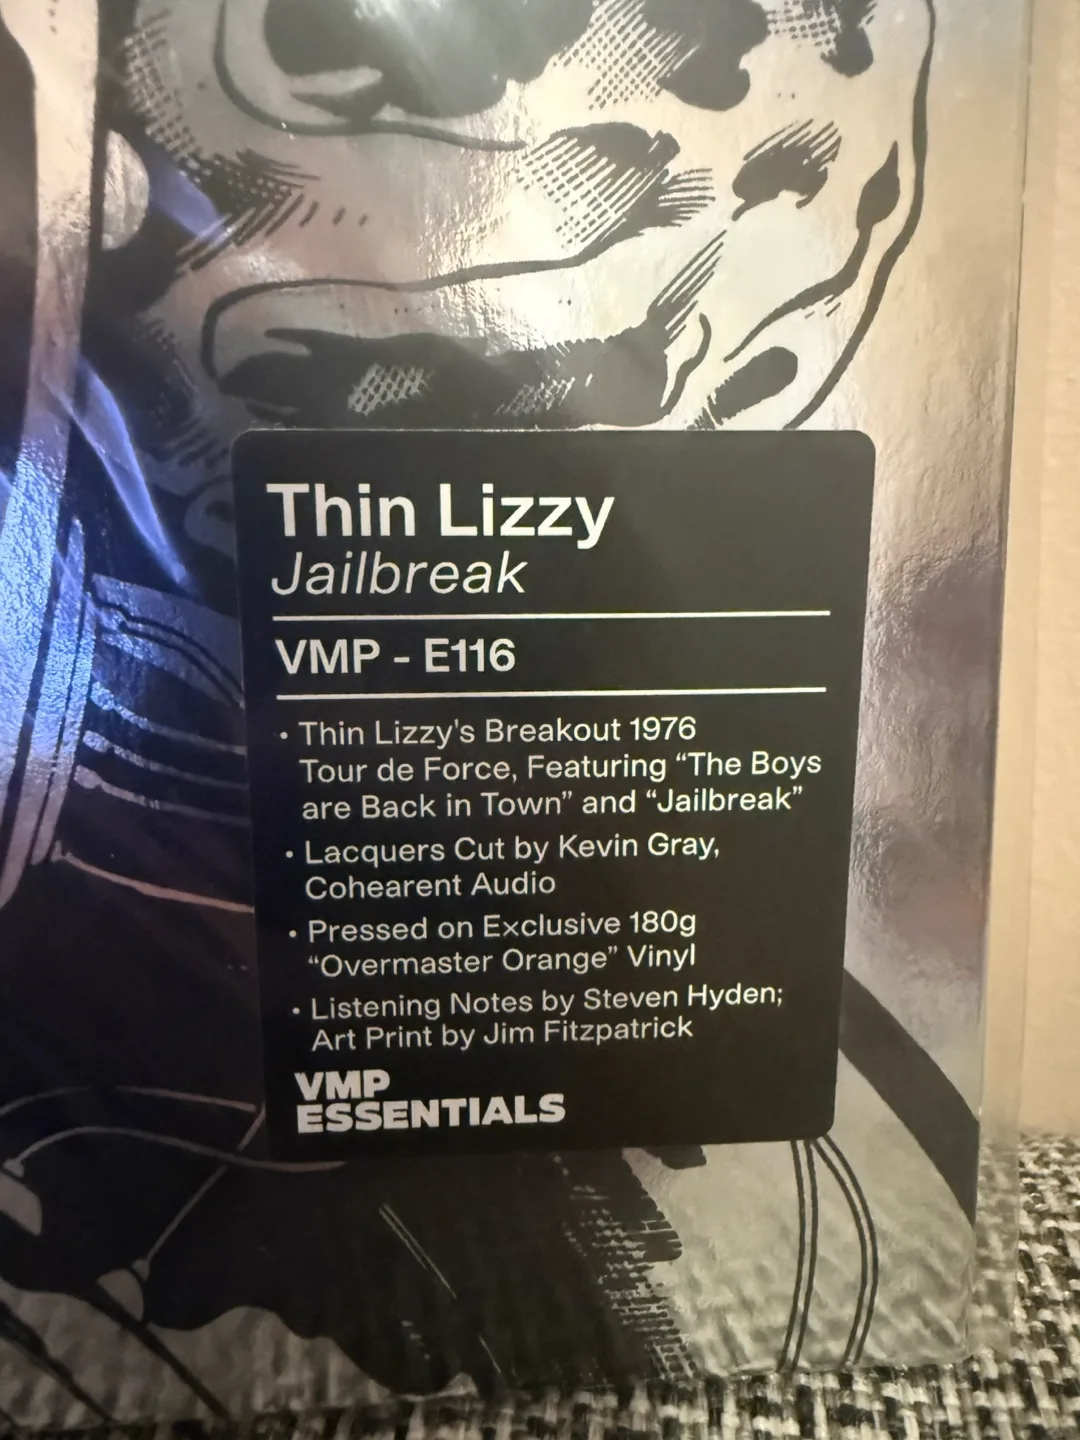 Thin Lizzy
Jailbreak
VMP - E116
• Thin Lizzy's Breakout 1976
Tour de Force, Featuring “The Boys
are Back in Town” and “Jailbreak”
• Lacquers Cut by Kevin Gray,
Cohearent Audio
• Pressed on Exclusive 180g
“Overmaster Orange” Vinyl
• Listening Notes by Steven Hyden;
Art Print by Jim Fitzpatrick
VMP
ESSENTIALS